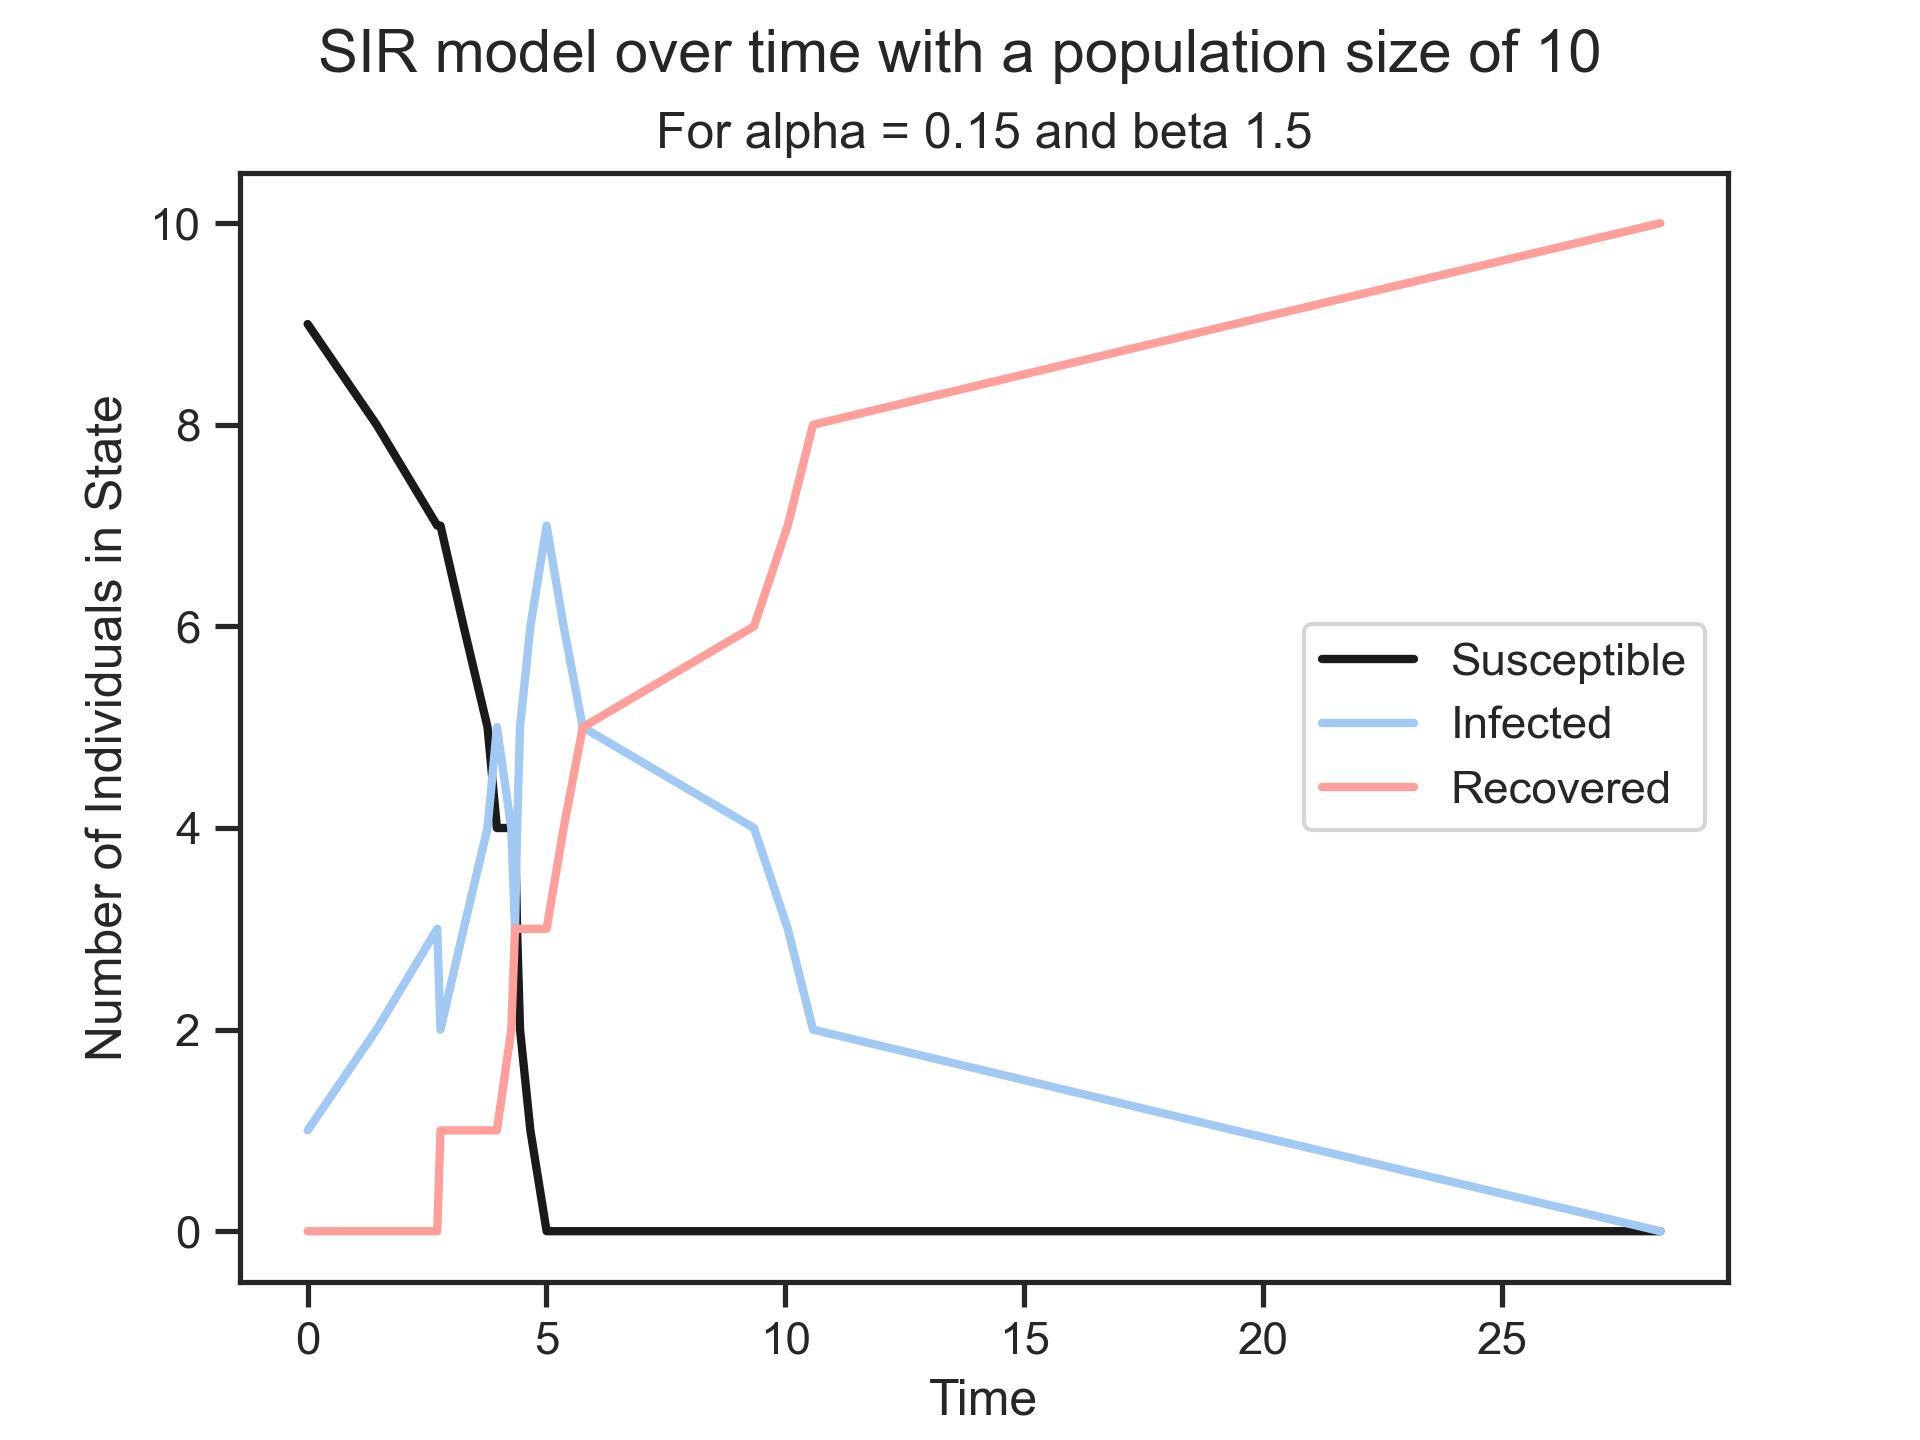 SIR model over time with a population size of 10
For alpha = 0.15 and beta 1.5
Number of Individuals in State
10
8
6
4
2
0
Susceptible
Infected
Recovered
0 5 10 15 20 25
Time